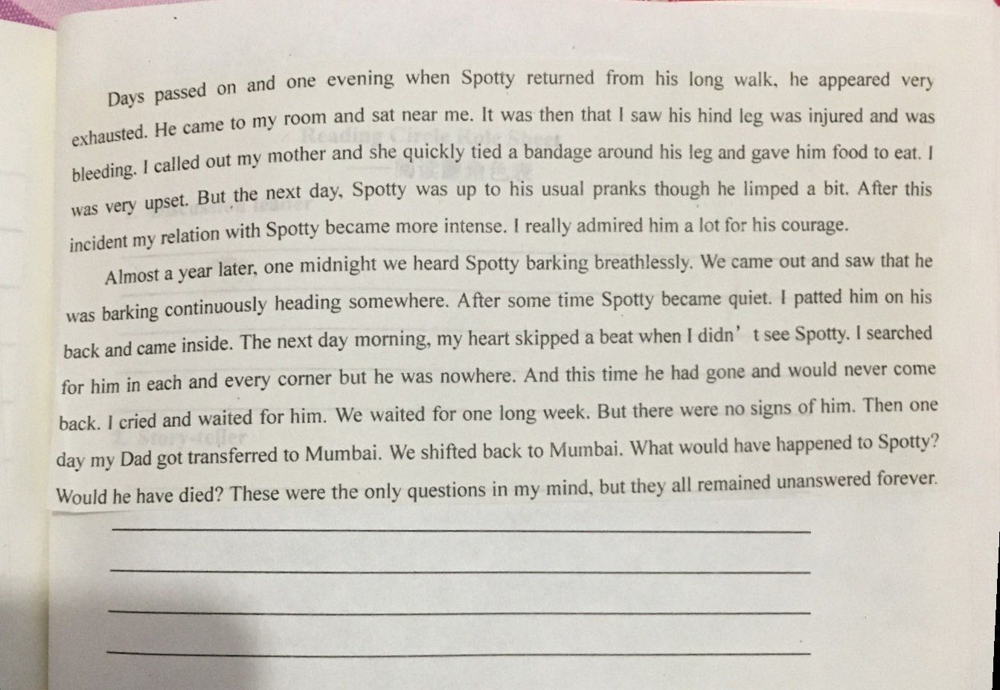 Days passed on and one evening when Spotty returned from his long walk, he appeared very
exhausted. He came to my room and sat near me. It was then that I saw his hind leg was injured and was
bleeding. I called out my mother and she quickly tied a bandage around his leg and gave him food to eat. I
was very upset. But the next day, Spotty was up to his usual pranks though he limped a bit. After this
incident my relation with Spotty became more intense. I really admired him a lot for his courage.
Almost a year later, one midnight we heard Spotty barking breathlessly. We came out and saw that he
was barking continuously heading somewhere. After some time Spotty became quiet. I patted him on his
back and came inside. The next day morning, my heart skipped a beat when I didn' t see Spotty. I searched
for him in each and every corner but he was nowhere. And this time he had gone and would never come
back. I cried and waited for him. We waited for one long week. But there were no signs of him. Then one
day my Dad got transferred to Mumbai. We shifted back to Mumbai. What would have happened to Spotty?
Would he have died? These were the only questions in my mind, but they all remained unanswered forever.